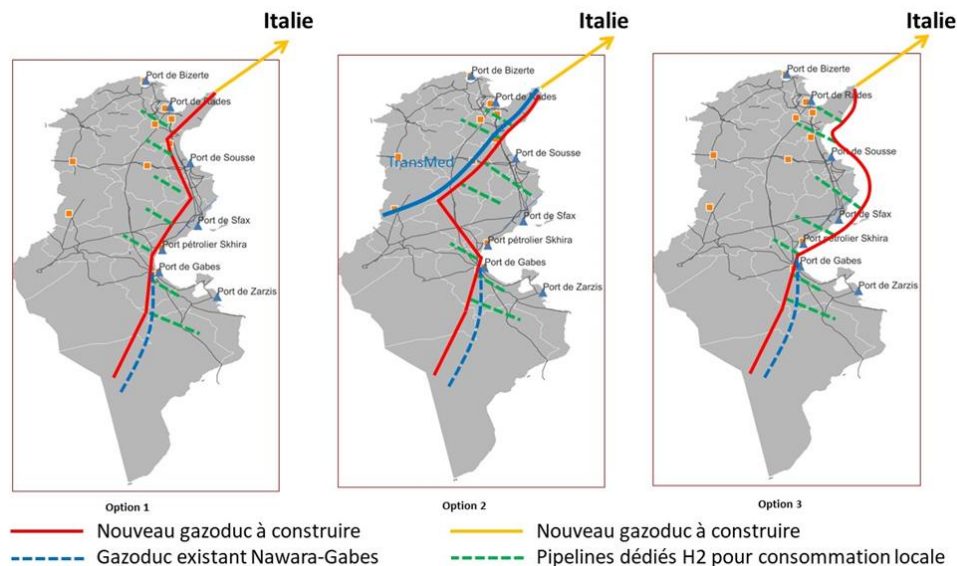 Italie
Port de Bizerte
Port de Rades
Port de Sousse
Port de Sfax
Port pétrolier Skhira
Port de Gabes
Port de Zarzis
Option 1
Italie
Port de Bizerte
Port de Rades
TransMed
Port de Sousse
Port de Sfax
Port pétrolier Skhira
Port de Gabes
Port de Zarzis
Option 2
Italie
Port de Bizerte
Port de Rades
Port de Sousse
Port de Sfax
Port pétrolier Skhira
Port de Gabes
Port de Zarzis
Option 3
Nouveau gazoduc à construire
Nouveau gazoduc à construire
Gazoduc existant Nawara-Gabes
Pipelines dédiés H2 pour consommation locale